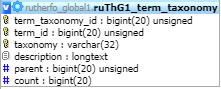 rutherfo_global1.ruThG1_term_taxonomy
term_taxonomy_id : bigint(20) unsigned
term_id : bigint(20) unsigned
taxonomy : varchar(32)
description : longtext
parent : bigint(20) unsigned
count : bigint(20)